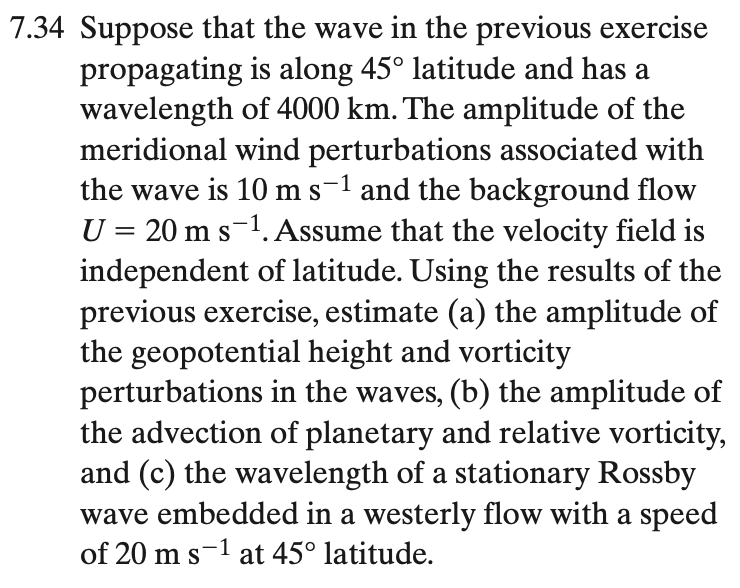 7.34 Suppose that the wave in the previous exercise
propagating is along 45° latitude and has a
wavelength of 4000 km. The amplitude of the
meridional wind perturbations associated with
the wave is 10 m s⁻¹ and the background flow
U = 20 m s⁻¹. Assume that the velocity field is
independent of latitude. Using the results of the
previous exercise, estimate (a) the amplitude of
the geopotential height and vorticity
perturbations in the waves, (b) the amplitude of
the advection of planetary and relative vorticity,
and (c) the wavelength of a stationary Rossby
wave embedded in a westerly flow with a speed
of 20 m s⁻¹ at 45° latitude.